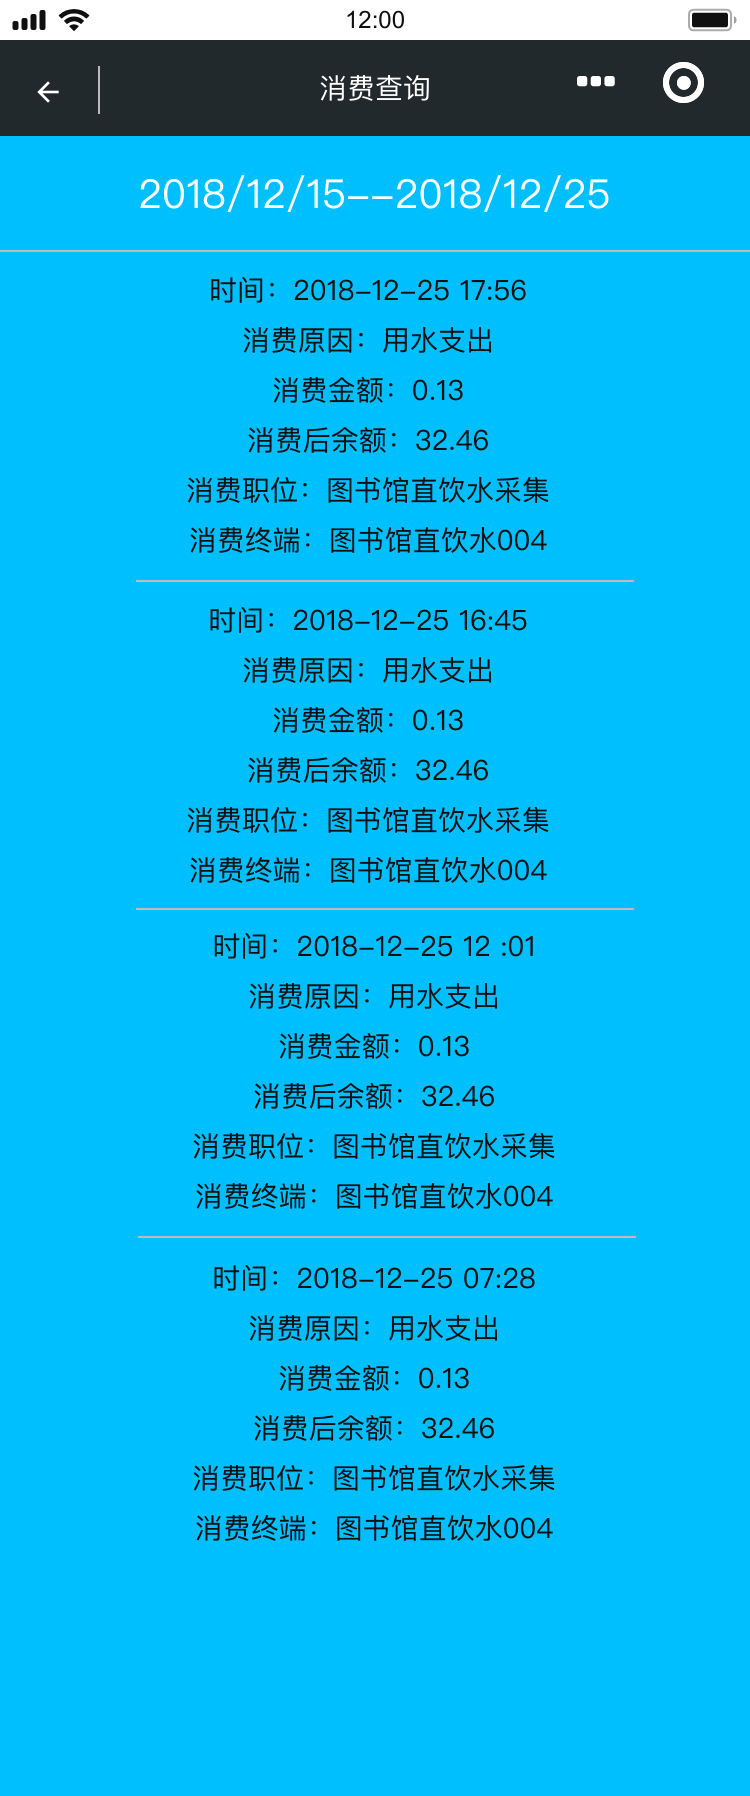 12:00
消费查询
2018/12/15--2018/12/25
时间：2018-12-25 17:56
消费原因：用水支出
消费金额：0.13
消费后余额：32.46
消费职位：图书馆直饮水采集
消费终端：图书馆直饮水004
时间：2018-12-25 16:45
消费原因：用水支出
消费金额：0.13
消费后余额：32.46
消费职位：图书馆直饮水采集
消费终端：图书馆直饮水004
时间：2018-12-25 12 :01
消费原因：用水支出
消费金额：0.13
消费后余额：32.46
消费职位：图书馆直饮水采集
消费终端：图书馆直饮水004
时间：2018-12-25 07:28
消费原因：用水支出
消费金额：0.13
消费后余额：32.46
消费职位：图书馆直饮水采集
消费终端：图书馆直饮水004